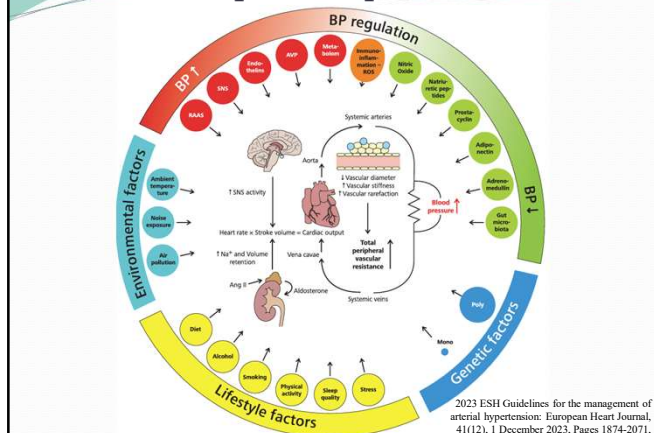 BP regulation
BP ↑
RAAS
SNS
Endo-
thelins
AVP
Meta-
bolom
Immuno-
inflam-
mation –
ROS
Nitric
Oxide
Natriu-
retic pep-
tides
Prosta-
cyclin
Adipo-
nectin
Adreno-
medullin
Gut
micro-
biota
BP↓
Environmental factors
Ambient
tempera-
ture
Noise
exposure
Air
pollution
Systemic arteries
Aorta
↓ Vascular diameter
↑ Vascular stiffness
↑ Vascular rarefaction
↑ SNS activity
Blood
pressure ↑
Heart rate × Stroke volume = Cardiac output
Total
peripheral
vascular
resistance
↑ Na⁺ and Volume
retention
Vena cavae
Ang II
Aldosterone
Systemic veins
Genetic factors
Poly
Mono
Lifestyle factors
Diet
Alcohol
Smoking
Physical
activity
Sleep
quality
Stress
2023 ESH Guidelines for the management of
arterial hypertension: European Heart Journal,
41(12), 1 December 2023, Pages 1874-2071,